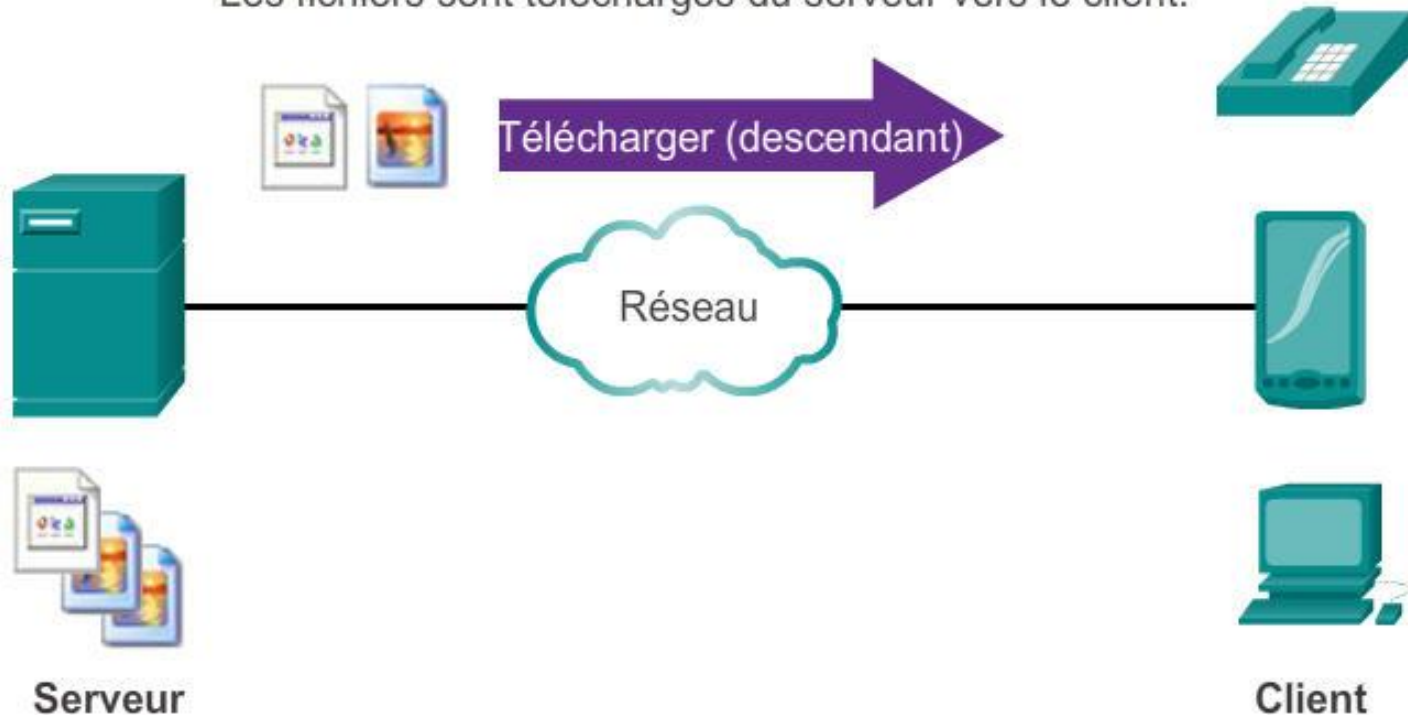 Les fichiers sont téléchargés du serveur vers le client.
Télécharger (descendant)
Réseau
Serveur
Client